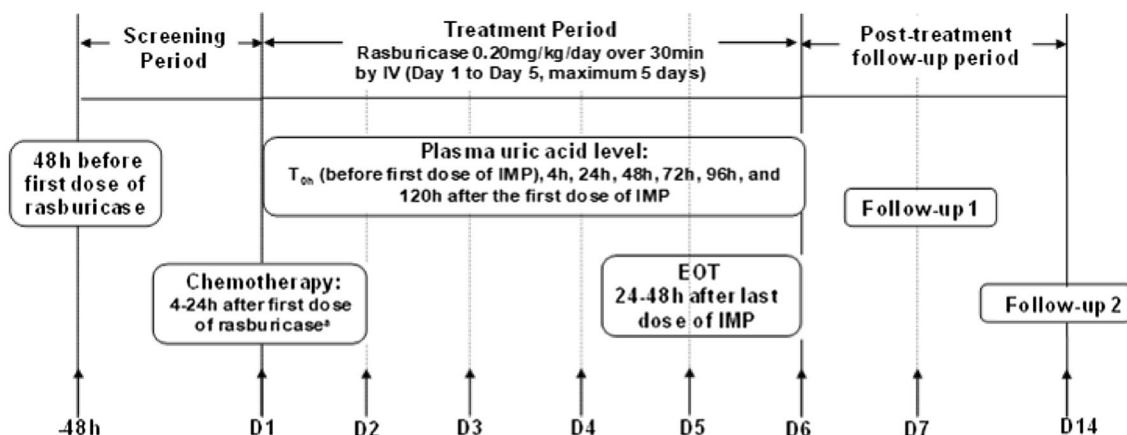 Screening
Period
Treatment Period
Rasburicase 0.20mg/kg/day over 30min
by IV (Day 1 to Day 5, maximum 5 days)
Post-treatment
follow-up period
48h before
first dose of
rasburicase
Plasma uric acid level:
T0h (before first dose of IMP), 4h, 24h, 48h, 72h, 96h, and
120h after the first dose of IMP
Follow-up 1
Chemotherapy:
4-24h after first dose
of rasburicaseª
EOT
24-48h after last
dose of IMP
Follow-up 2
-48h D1 D2 D3 D4 D5 D6 D7 D14